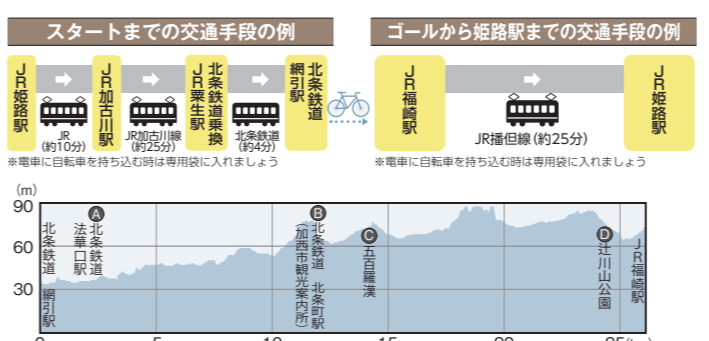 スタートまでの交通手段の例
JR姫路駅
JR
(約10分)
JR加古川駅
JR加古川線
(約25分)
北条鉄道乗換
JR粟生駅
北条鉄道
(約4分)
北条鉄道
網引駅
※電車に自転車を持ち込む時は専用袋に入れましょう
ゴールから姫路駅までの交通手段の例
JR福崎駅
JR播但線(約25分)
JR姫路駅
※電車に自転車を持ち込む時は専用袋に入れましょう
(m)
90
60
30
北条鉄道 網引駅
A
北条鉄道
法華口駅
B
北条鉄道 北条町駅
(加西市観光案内所)
C
五百羅漢
D
辻川山公園
JR福崎駅
0
5
10
15
20
25(km)